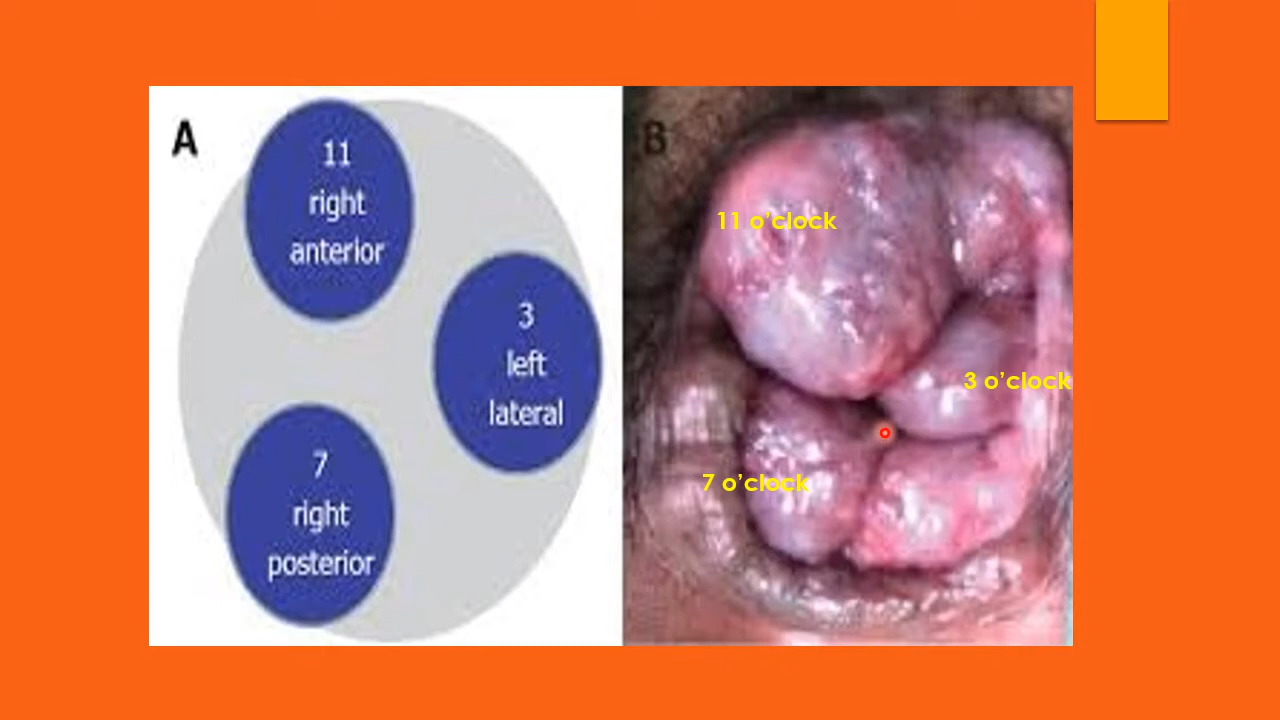 A
11
right
anterior
3
left
lateral
7
right
posterior
B
11 o'clock
3 o'clock
7 o'clock